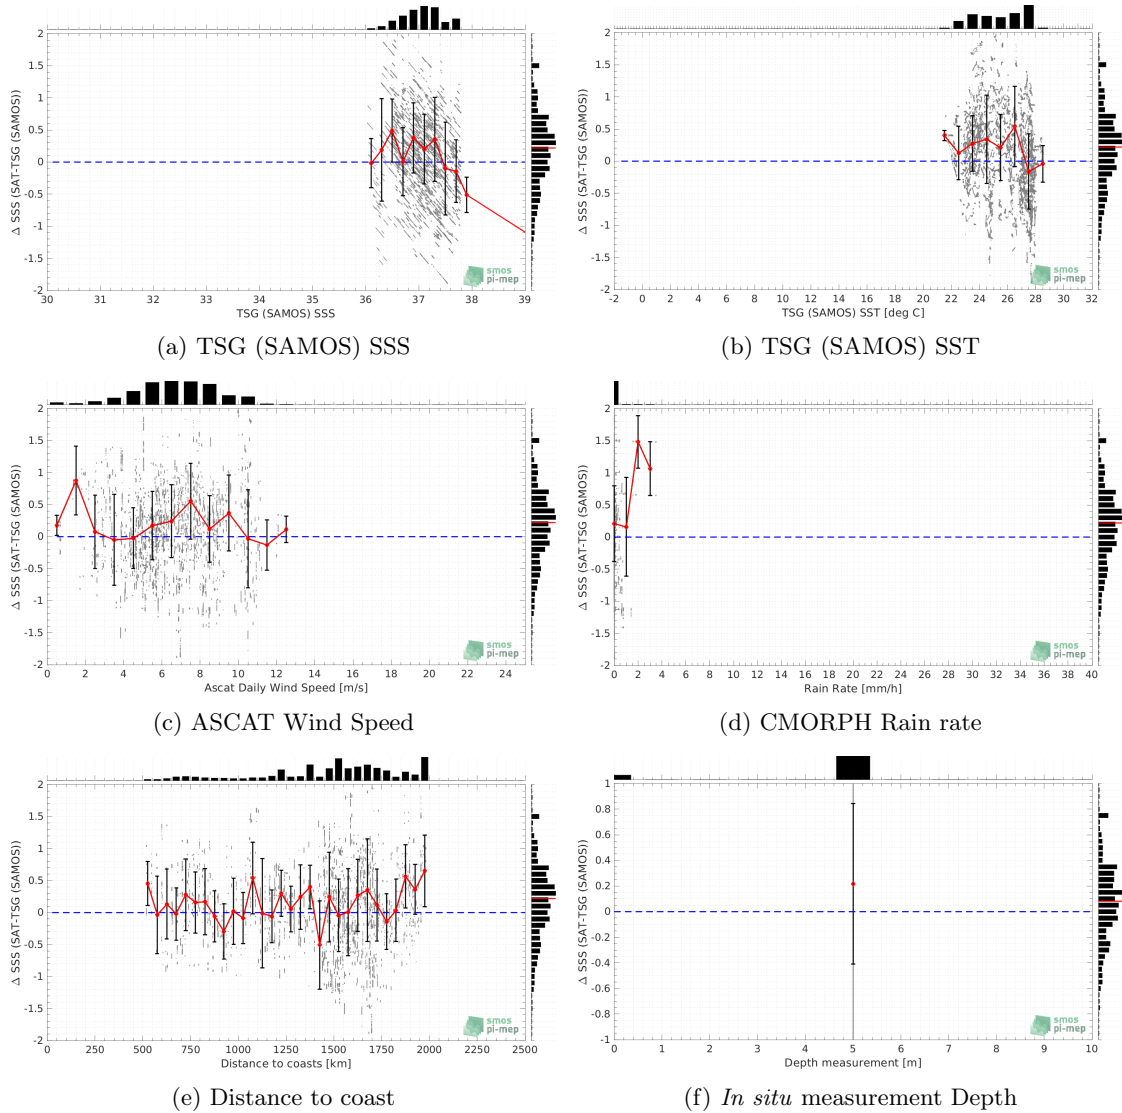 2
1.5
1
0.5
0
-0.5
-1
-1.5
-2
Δ SSS (SAT-TSG (SAMOS))
30 31 32 33 34 35 36 37 38 39
TSG (SAMOS) SSS
smos
pi-mep
(a) TSG (SAMOS) SSS
2
1.5
1
0.5
0
-0.5
-1
-1.5
-2
Δ SSS (SAT-TSG (SAMOS))
-2 0 2 4 6 8 10 12 14 16 18 20 22 24 26 28 30 32
TSG (SAMOS) SST [deg C]
smos
pi-mep
(b) TSG (SAMOS) SST
2
1.5
1
0.5
0
-0.5
-1
-1.5
-2
Δ SSS (SAT-TSG (SAMOS))
0 2 4 6 8 10 12 14 16 18 20 22 24
Ascat Daily Wind Speed [m/s]
smos
pi-mep
(c) ASCAT Wind Speed
2
1.5
1
0.5
0
-0.5
-1
-1.5
-2
Δ SSS (SAT-TSG (SAMOS))
0 2 4 6 8 10 12 14 16 18 20 22 24 26 28 30 32 34 36 38 40
Rain Rate [mm/h]
smos
pi-mep
(d) CMORPH Rain rate
2
1.5
1
0.5
0
-0.5
-1
-1.5
-2
Δ SSS (SAT-TSG (SAMOS))
0 250 500 750 1000 1250 1500 1750 2000 2250 2500
Distance to coasts [km]
smos
pi-mep
(e) Distance to coast
1
0.8
0.6
0.4
0.2
0
-0.2
-0.4
-0.6
-0.8
-1
Δ SSS (SAT-TSG (SAMOS))
0 1 2 3 4 5 6 7 8 9 10
Depth measurement [m]
smos
pi-mep
(f) In situ measurement Depth